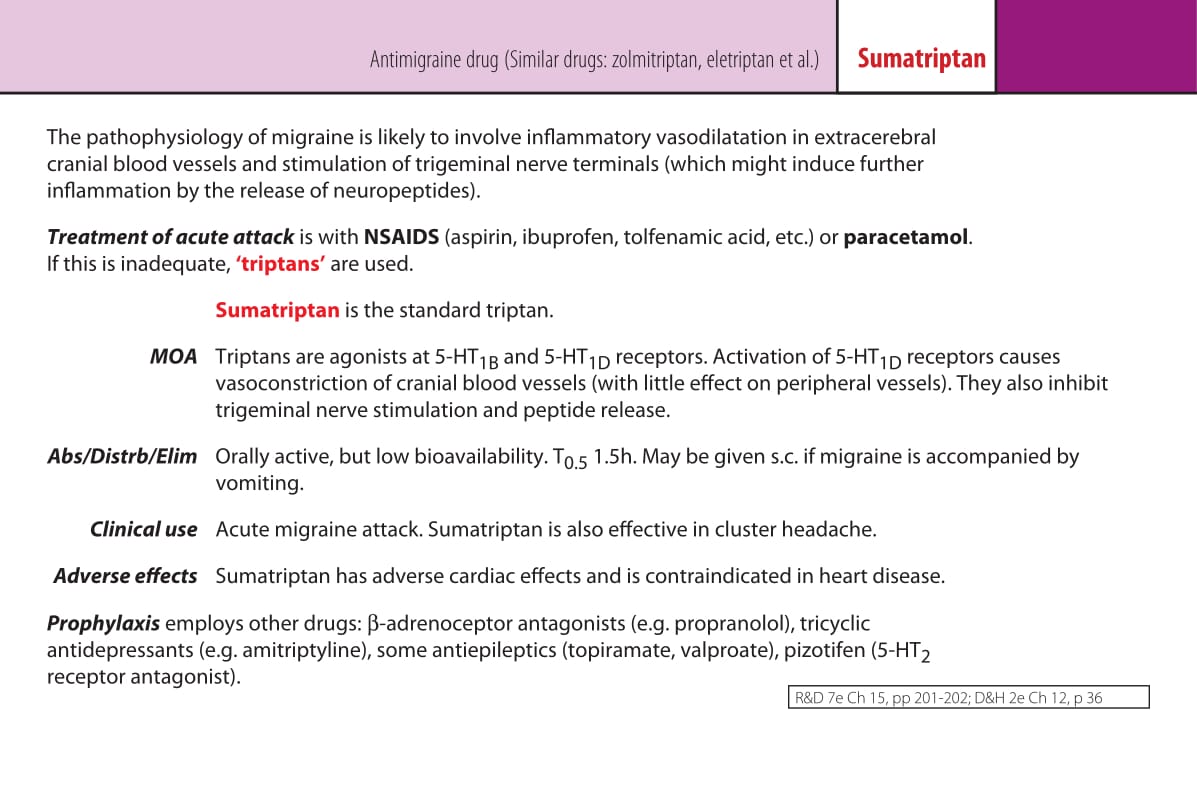 Antimigraine drug (Similar drugs: zolmitriptan, eletriptan et al.)
Sumatriptan
The pathophysiology of migraine is likely to involve inflammatory vasodilatation in extracerebral
cranial blood vessels and stimulation of trigeminal nerve terminals (which might induce further
inflammation by the release of neuropeptides).
Treatment of acute attack is with NSAIDS (aspirin, ibuprofen, tolfenamic acid, etc.) or paracetamol.
If this is inadequate, ‘triptans’ are used.
Sumatriptan is the standard triptan.
MOA Triptans are agonists at 5-HT1B and 5-HT1D receptors. Activation of 5-HT1D receptors causes
vasoconstriction of cranial blood vessels (with little effect on peripheral vessels). They also inhibit
trigeminal nerve stimulation and peptide release.
Abs/Distrb/Elim Orally active, but low bioavailability. T0.5 1.5h. May be given s.c. if migraine is accompanied by
vomiting.
Clinical use Acute migraine attack. Sumatriptan is also effective in cluster headache.
Adverse effects Sumatriptan has adverse cardiac effects and is contraindicated in heart disease.
Prophylaxis employs other drugs: β-adrenoceptor antagonists (e.g. propranolol), tricyclic
antidepressants (e.g. amitriptyline), some antiepileptics (topiramate, valproate), pizotifen (5-HT2
receptor antagonist).
R&D 7e Ch 15, pp 201-202; D&H 2e Ch 12, p 36